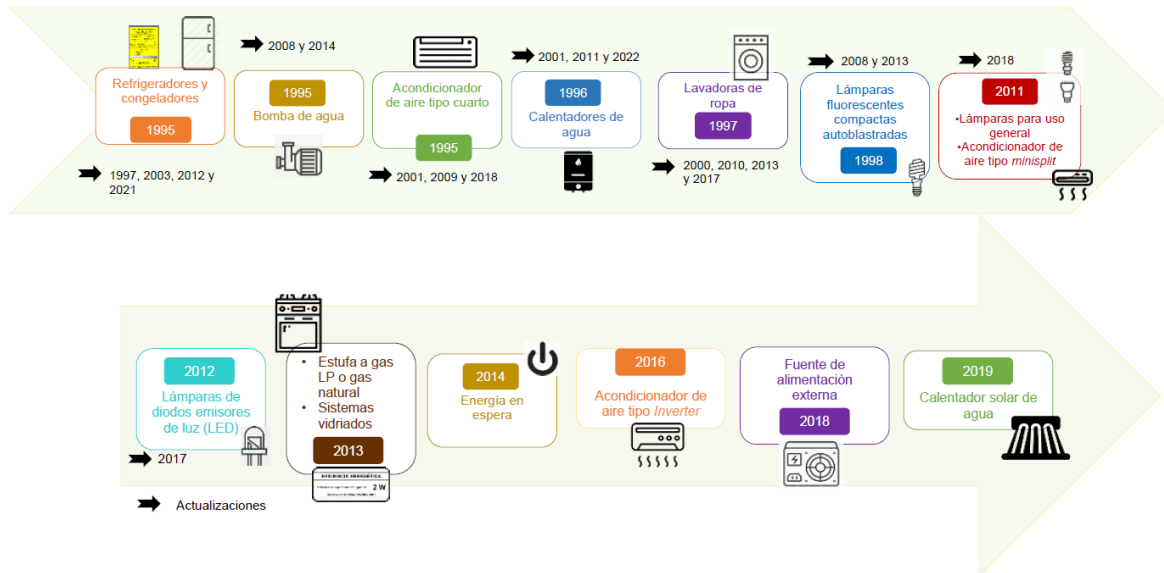 Refrigeradores y
congeladores
1995
1997, 2003, 2012 y
2021
2008 y 2014
1995
Bomba de agua
Acondicionador
de aire tipo cuarto
1995
2001, 2009 y 2018
2001, 2011 y 2022
1996
Calentadores de
agua
Lavadoras de
ropa
1997
2000, 2010, 2013
y 2017
2008 y 2013
Lámparas
fluorescentes
compactas
autoblastradas
1998
2018
2011
•Lámparas para uso
general
•Acondicionador de
aire tipo minisplit
2012
Lámparas de
diodos emisores
de luz (LED)
2017
• Estufa a gas
LP o gas
natural
• Sistemas
vidriados
2013
EFICIENCIA ENERGÉTICA
2 W
2014
Energía en
espera
2016
Acondicionador de
aire tipo Inverter
Fuente de
alimentación
externa
2018
2019
Calentador solar de
agua
Actualizaciones